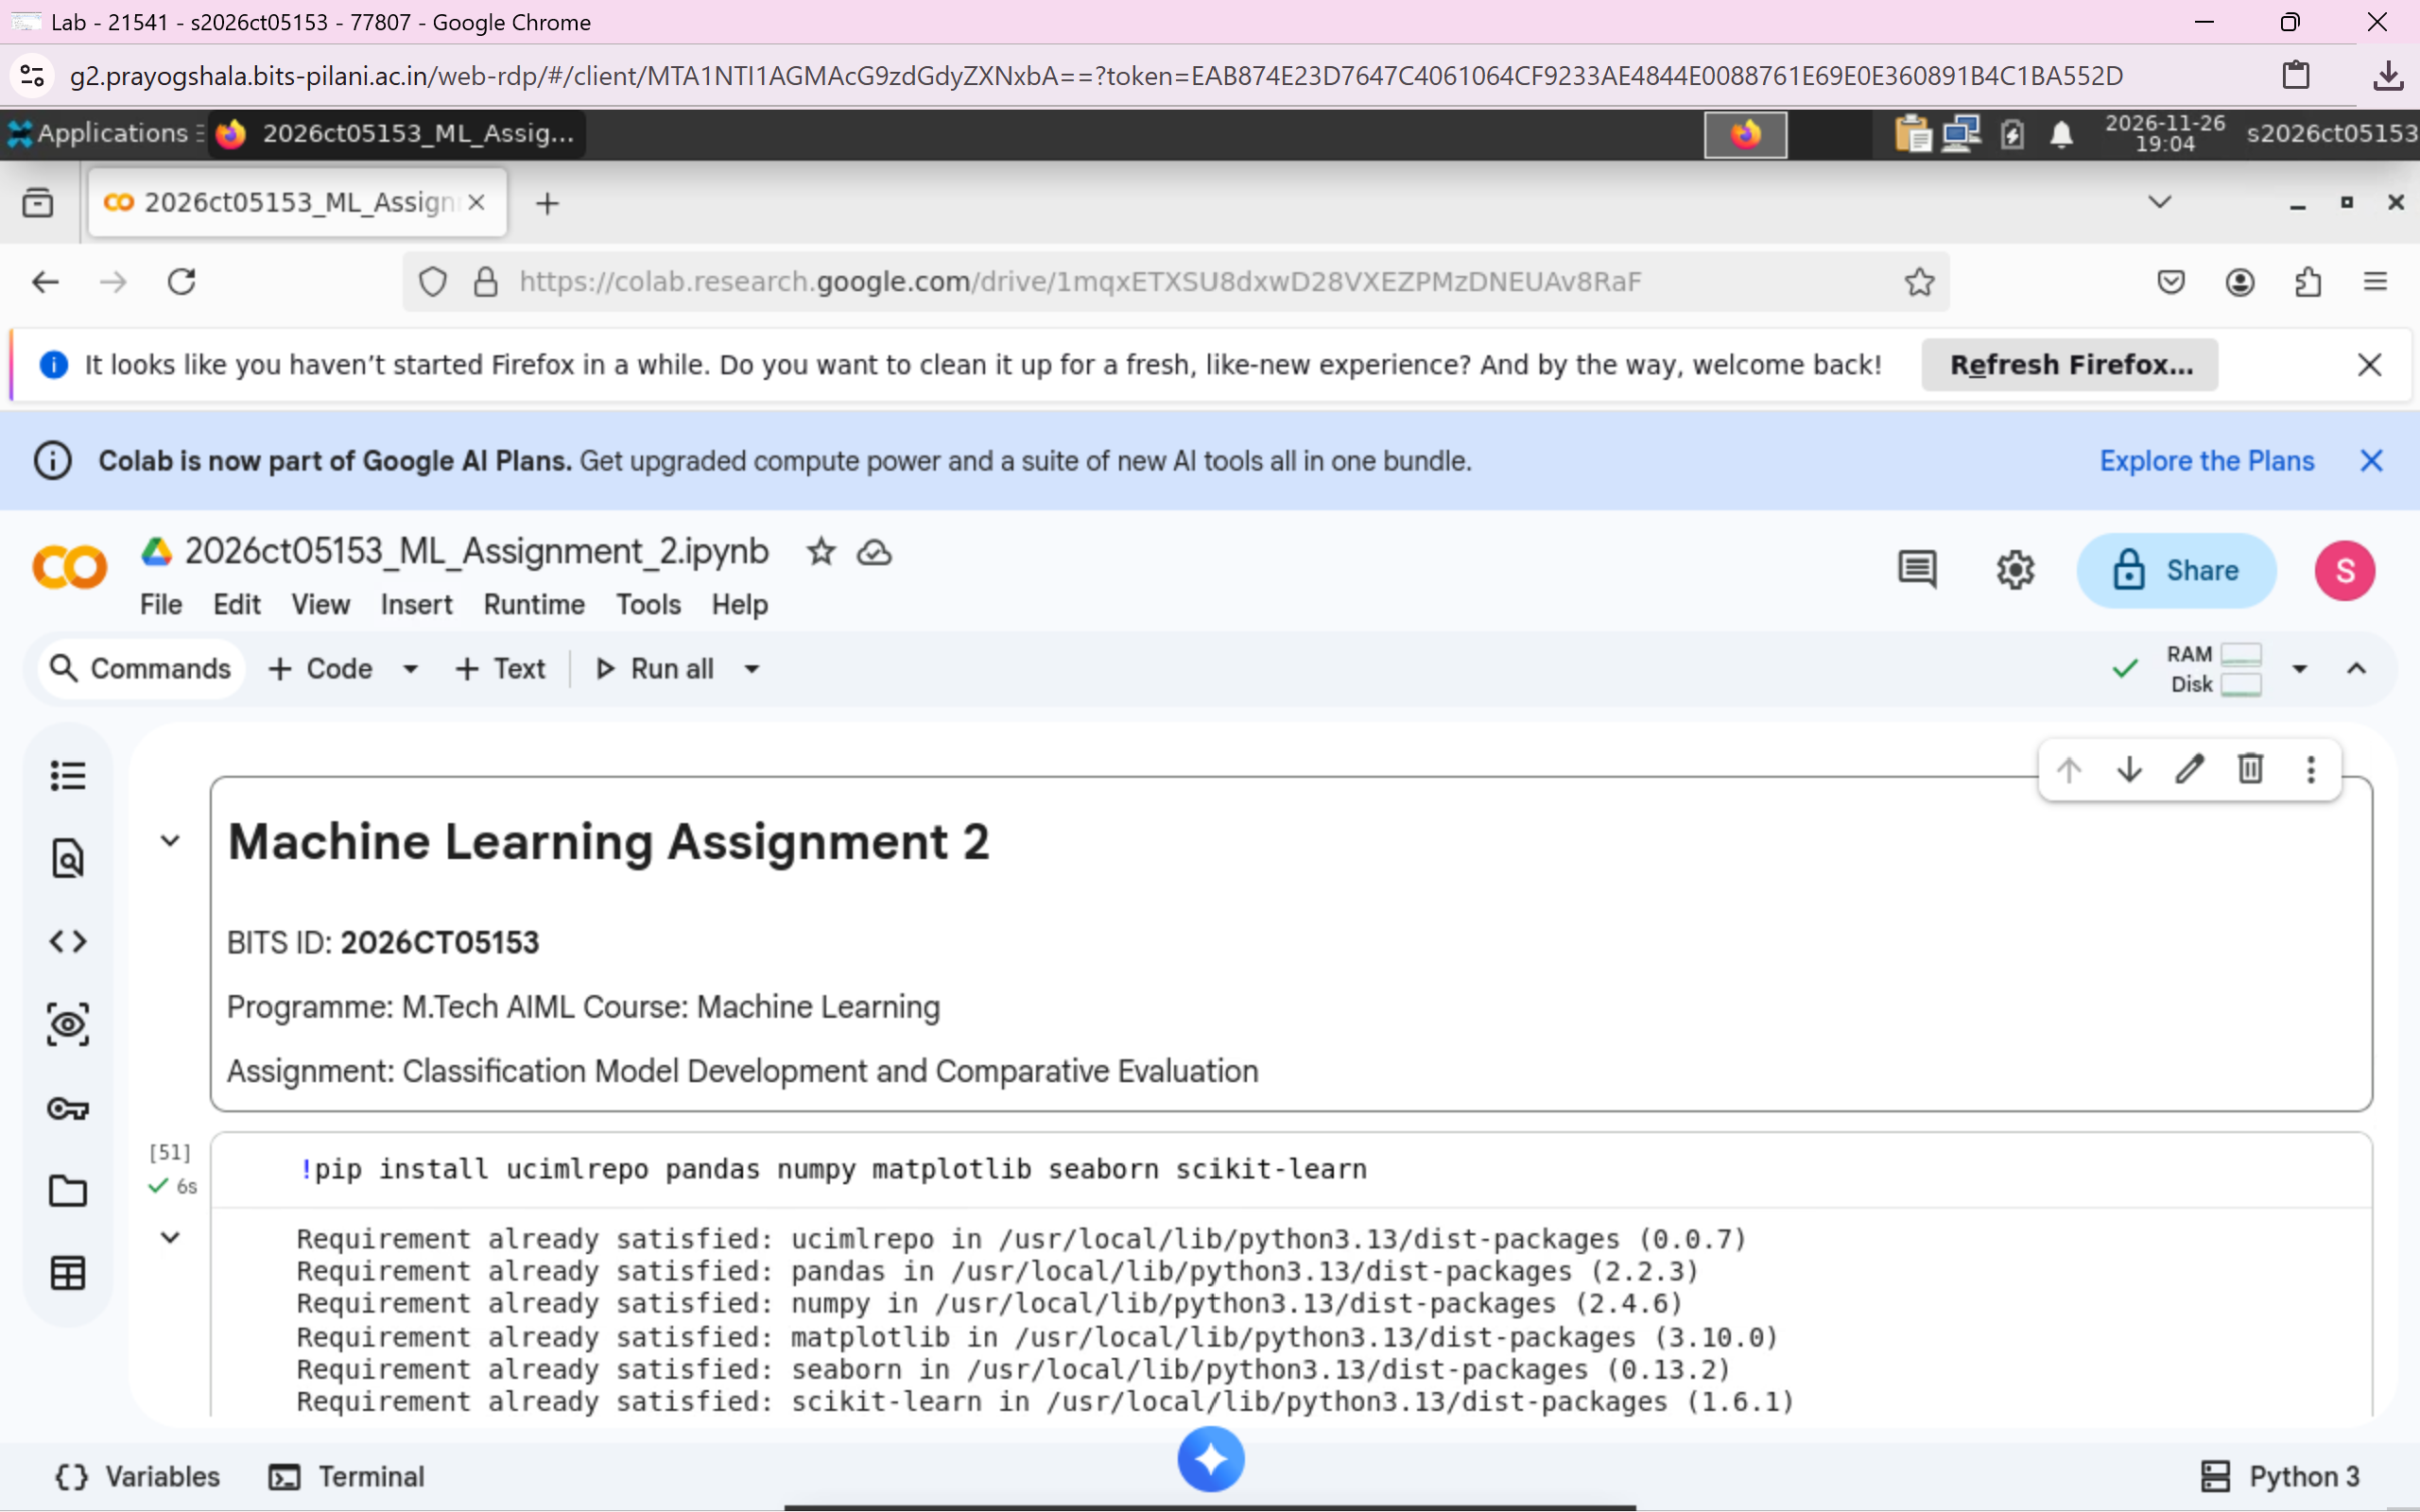 Lab - 21541 - s2026ct05153 - 77807 - Google Chrome
g2.prayogshala.bits-pilani.ac.in/web-rdp/#/client/MTA1NTI1AGMAcG9zdGdyZXNxbA==?token=EAB874E23D7647C4061064CF9233AE4844E0088761E69E0E360891B4C1BA552D
Applications 2026ct05153_ML_Assig... 2026-11-26 19:04 s2026ct05153
2026ct05153_ML_Assign
https://colab.research.google.com/drive/1mqxETXSU8dxwD28VXEZPMzDNEUAv8RaF
It looks like you haven’t started Firefox in a while. Do you want to clean it up for a fresh, like-new experience? And by the way, welcome back! Refresh Firefox...
Colab is now part of Google AI Plans. Get upgraded compute power and a suite of new AI tools all in one bundle. Explore the Plans
2026ct05153_ML_Assignment_2.ipynb
Share S
File Edit View Insert Runtime Tools Help
Commands + Code + Text Run all RAM Disk
Machine Learning Assignment 2
BITS ID: 2026CT05153
Programme: M.Tech AIML Course: Machine Learning
Assignment: Classification Model Development and Comparative Evaluation
[51] 6s
!pip install ucimlrepo pandas numpy matplotlib seaborn scikit-learn
Requirement already satisfied: ucimlrepo in /usr/local/lib/python3.13/dist-packages (0.0.7)
Requirement already satisfied: pandas in /usr/local/lib/python3.13/dist-packages (2.2.3)
Requirement already satisfied: numpy in /usr/local/lib/python3.13/dist-packages (2.4.6)
Requirement already satisfied: matplotlib in /usr/local/lib/python3.13/dist-packages (3.10.0)
Requirement already satisfied: seaborn in /usr/local/lib/python3.13/dist-packages (0.13.2)
Requirement already satisfied: scikit-learn in /usr/local/lib/python3.13/dist-packages (1.6.1)
Variables Terminal Python 3